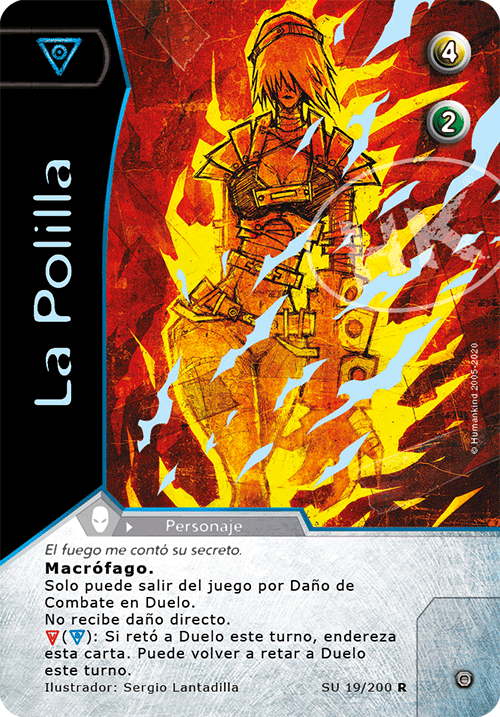 4
2
La Polilla
HK
© Humankind 2005-2020
Personaje
El fuego me contó su secreto.
Macrófago.
Solo puede salir del juego por Daño de
Combate en Duelo.
No recibe daño directo.
( ): Si retó a Duelo este turno, endereza
esta carta. Puede volver a retar a Duelo
este turno.
Ilustrador: Sergio Lantadilla
SU 19/200 R